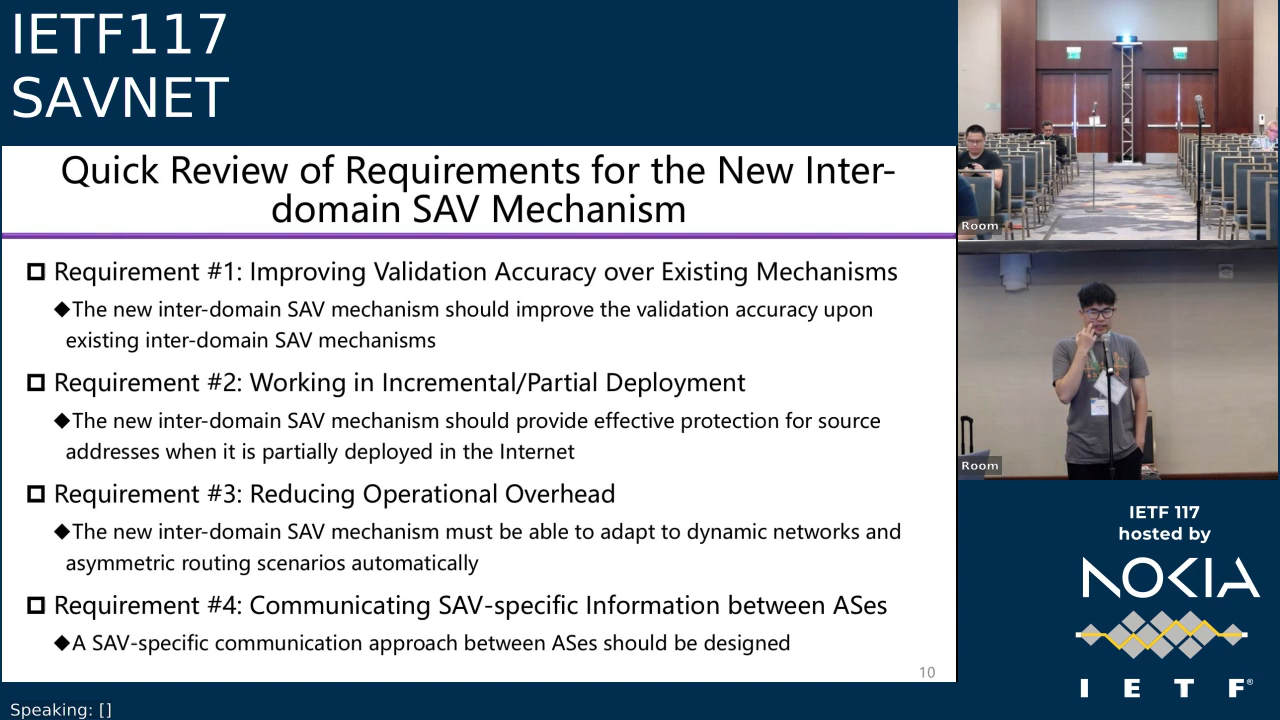 IETF117
SAVNET
Quick Review of Requirements for the New Inter-
domain SAV Mechanism
Requirement #1: Improving Validation Accuracy over Existing Mechanisms
The new inter-domain SAV mechanism should improve the validation accuracy upon
existing inter-domain SAV mechanisms
Requirement #2: Working in Incremental/Partial Deployment
The new inter-domain SAV mechanism should provide effective protection for source
addresses when it is partially deployed in the Internet
Requirement #3: Reducing Operational Overhead
The new inter-domain SAV mechanism must be able to adapt to dynamic networks and
asymmetric routing scenarios automatically
Requirement #4: Communicating SAV-specific Information between ASes
A SAV-specific communication approach between ASes should be designed
10
Speaking: []
Room
Room
IETF 117
hosted by
NOKIA
I E T F®